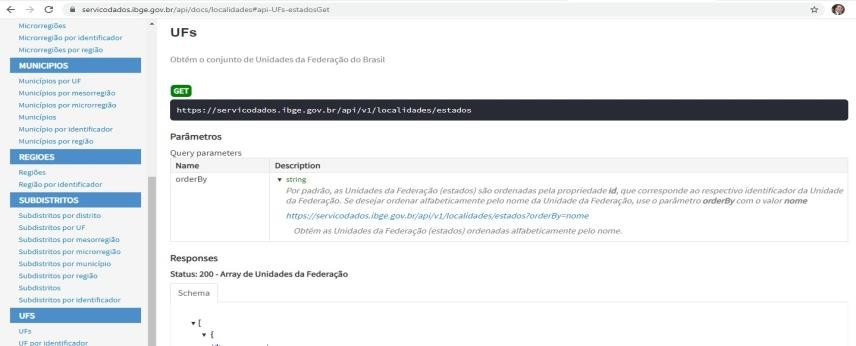 servicodados.ibge.gov.br/api/docs/localidades#api-UFs-estadosGet
Microrregiões
Microrregião por identificador
Microrregiões por região
MUNICIPIOS
Municípios por UF
Municípios por mesorregião
Municípios por microrregião
Municípios
Município por identificador
Municípios por região
REGIOES
Regiões
Região por identificador
SUBDISTRITOS
Subdistritos por distrito
Subdistritos por UF
Subdistritos por mesorregião
Subdistritos por microrregião
Subdistritos por município
Subdistritos por região
Subdistritos
Subdistritos por identificador
UFS
UFs
UF por identificador
UFs
Obtém o conjunto de Unidades da Federação do Brasil
GET
https://servicodados.ibge.gov.br/api/v1/localidades/estados
Parâmetros
Query parameters
Name Description
orderBy string
Por padrão, as Unidades da Federação (estados) são ordenadas pela propriedade id, que corresponde ao respectivo identificador da Unidade
da Federação. Se desejar ordenar alfabeticamente pelo nome da Unidade da Federação, use o parâmetro orderBy com o valor nome
https://servicodados.ibge.gov.br/api/v1/localidades/estados?orderBy=nome
Obtém as Unidades da Federação (estados) ordenadas alfabeticamente pelo nome.
Responses
Status: 200 - Array de Unidades da Federação
Schema
[
{